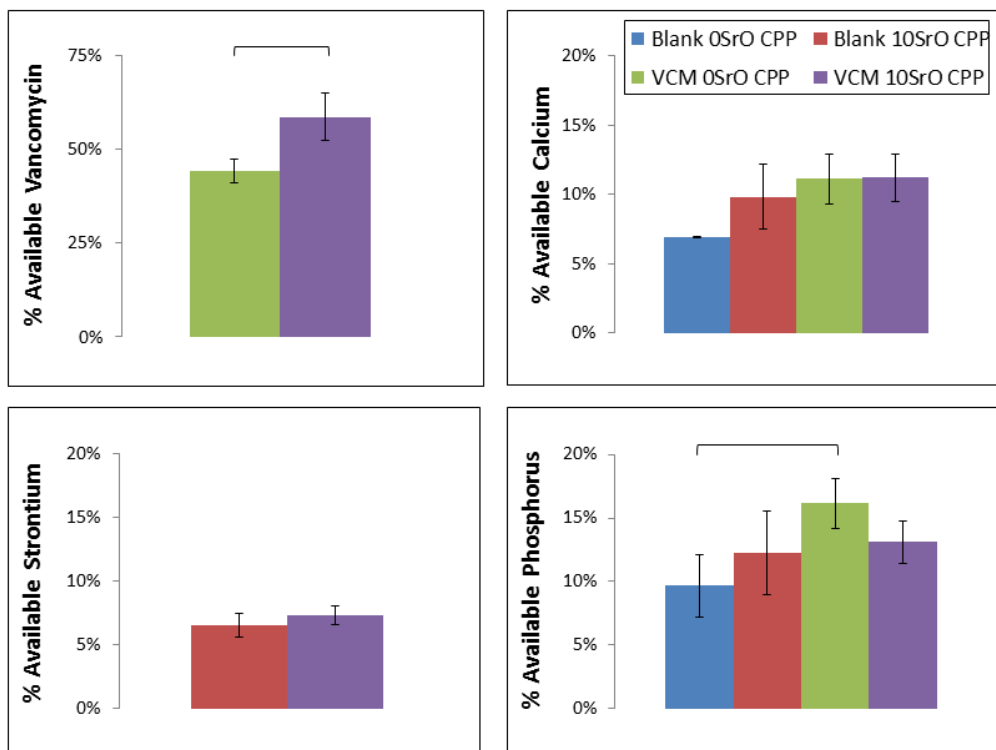 % Available Vancomycin
75%
50%
25%
0%
% Available Calcium
20%
15%
10%
5%
0%
Blank 0SrO CPP
Blank 10SrO CPP
VCM 0SrO CPP
VCM 10SrO CPP
% Available Strontium
20%
15%
10%
5%
0%
% Available Phosphorus
20%
15%
10%
5%
0%